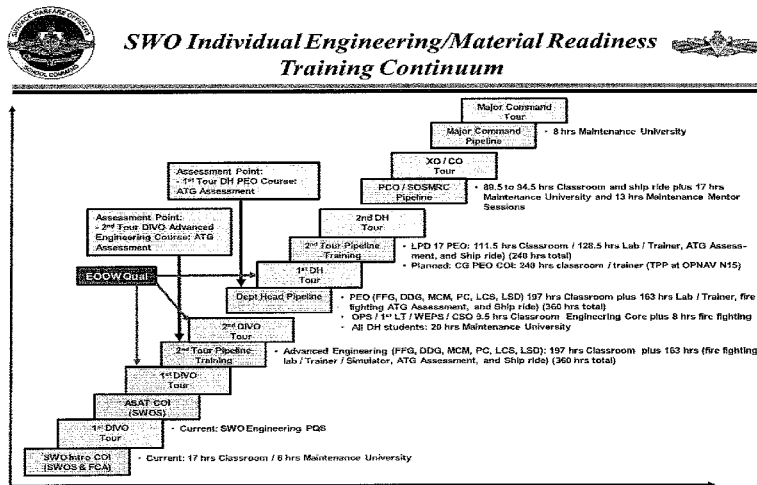 SURFACE WARFARE OFFICERS
SCHOOL COMMAND
SWO Individual Engineering/Material Readiness
Training Continuum
Major Command
Tour
Major Command
Pipeline
• 8 hrs Maintenance University
XO / CO
Tour
Assessment Point:
- 1st Tour DH PEO Course:
ATG Assessment
PCO / SOSMRC
Pipeline
• 89.5 to 94.5 hrs Classroom and ship ride plus 17 hrs
Maintenance University and 13 hrs Maintenance Mentor
Sessions
Assessment Point:
- 2nd Tour DIVO Advanced
Engineering Course: ATG
Assessment
2nd DH
Tour
2nd Tour Pipeline
Training
• LPD 17 PEO: 111.5 hrs Classroom / 128.5 hrs Lab / Trainer, ATG Assess-
ment, and Ship ride) (240 hrs total)
• Planned: CG PEO COI: 240 hrs classroom / trainer (TPP at OPNAV N15)
EOOW Qual
1st DH
Tour
Dept Head Pipeline
• PEO (FFG, DDG, MCM, PC, LCS, LSD) 197 hrs Classroom plus 163 hrs Lab / Trainer, fire
fighting ATG Assessment, and Ship ride) (360 hrs total)
• OPS / 1st LT / WEPS / CSO 9.5 hrs Classroom Engineering Core plus 8 hrs fire fighting
• All DH students: 20 hrs Maintenance University
2nd DIVO
Tour
2nd Tour Pipeline
Training
• Advanced Engineering (FFG, DDG, MCM, PC, LCS, LSD): 197 hrs Classroom plus 163 hrs (fire fighting
lab / Trainer / Simulator, ATG Assessment, and Ship ride) (360 hrs total)
1st DIVO
Tour
ASAT COI
(SWOS)
1st DIVO
Tour
• Current: SWO Engineering PQS
SWO Intro COI
(SWOS & FCA)
• Current: 17 hrs Classroom / 6 hrs Maintenance University